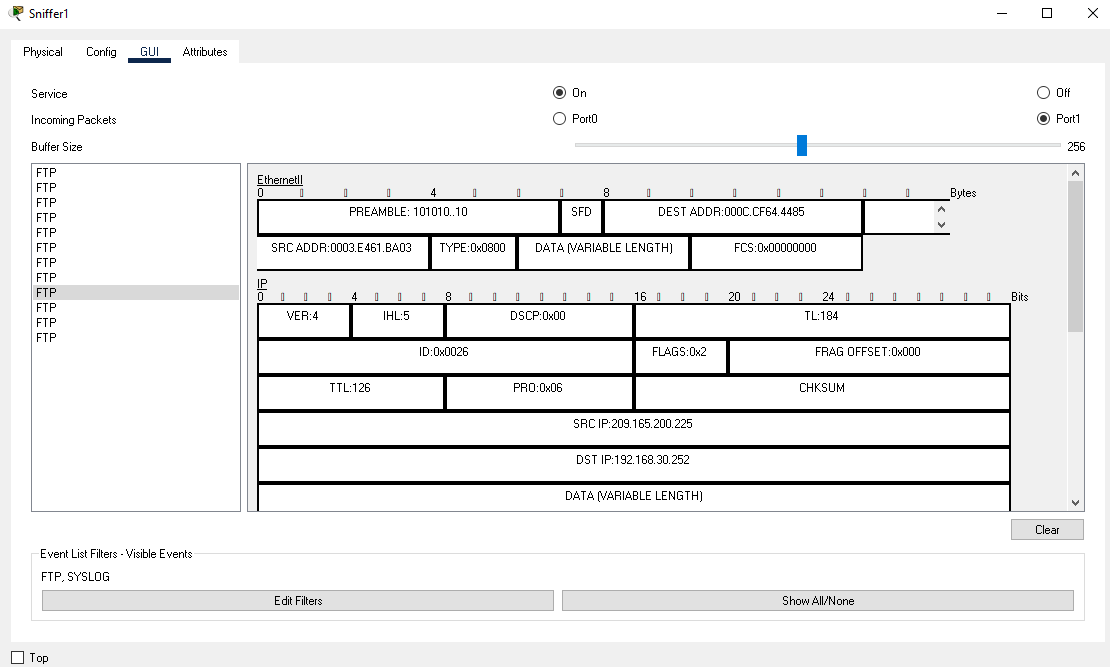 Sniffer1
Physical Config GUI Attributes
Service On Off
Incoming Packets Port0 Port1
Buffer Size 256
FTP
FTP
FTP
FTP
FTP
FTP
FTP
FTP
FTP
FTP
FTP
FTP
EthernetII
0 4 8 Bytes
PREAMBLE: 101010..10 SFD DEST ADDR:000C.CF64.4485
SRC ADDR:0003.E461.BA03 TYPE:0x0800 DATA (VARIABLE LENGTH) FCS:0x00000000
IP
0 4 8 16 20 24 Bits
VER:4 IHL:5 DSCP:0x00 TL:184
ID:0x0026 FLAGS:0x2 FRAG OFFSET:0x000
TTL:126 PRO:0x06 CHKSUM
SRC IP:209.165.200.225
DST IP:192.168.30.252
DATA (VARIABLE LENGTH)
Clear
Event List Filters - Visible Events
FTP, SYSLOG
Edit Filters Show All/None
Top